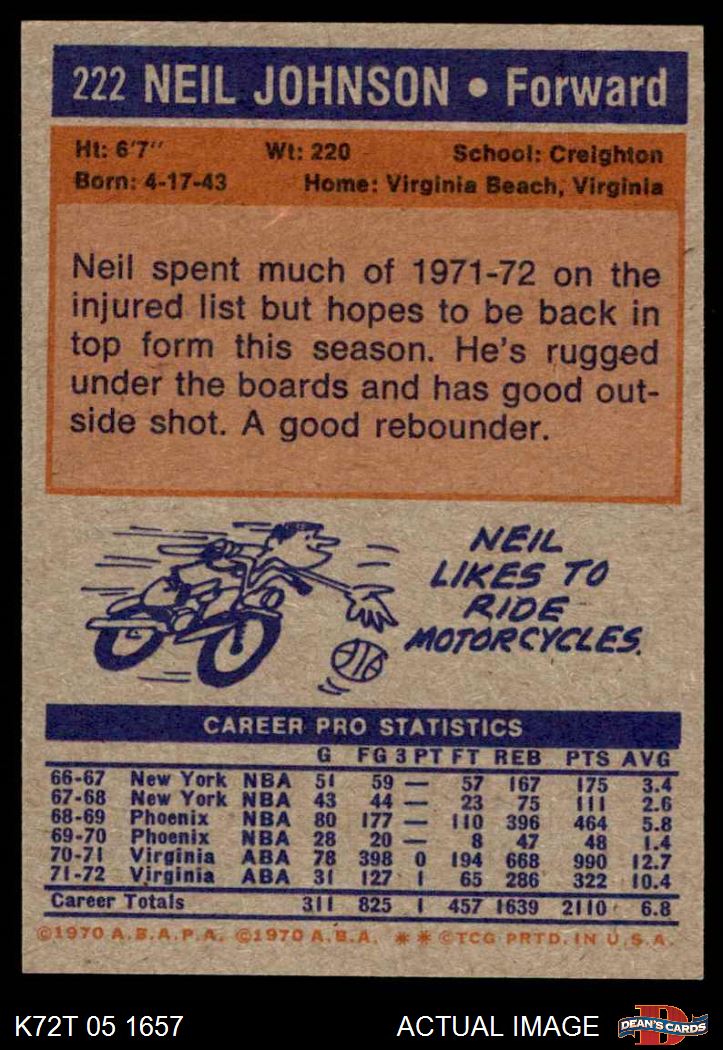 222 NEIL JOHNSON • Forward
Ht: 6'7" Wt: 220 School: Creighton
Born: 4-17-43 Home: Virginia Beach, Virginia
Neil spent much of 1971-72 on the
injured list but hopes to be back in
top form this season. He's rugged
under the boards and has good out-
side shot. A good rebounder.
NEIL
LIKES TO
RIDE
MOTORCYCLES.
CAREER PRO STATISTICS
G FG 3 PT FT REB PTS AVG
66-67 New York NBA 51 59 — 57 167 175 3.4
67-68 New York NBA 43 44 — 23 75 111 2.6
68-69 Phoenix NBA 80 177 — 110 396 464 5.8
69-70 Phoenix NBA 28 20 — 8 47 48 1.4
70-71 Virginia ABA 78 398 0 194 668 990 12.7
71-72 Virginia ABA 31 127 1 65 286 322 10.4
Career Totals 311 825 1 457 1639 2110 6.8
©1970 A.B.A.P.A. ©1970 A.B.A. ** ©TCG PRTD. IN U.S.A.
K72T 05 1657 ACTUAL IMAGE D DEAN'S CARDS